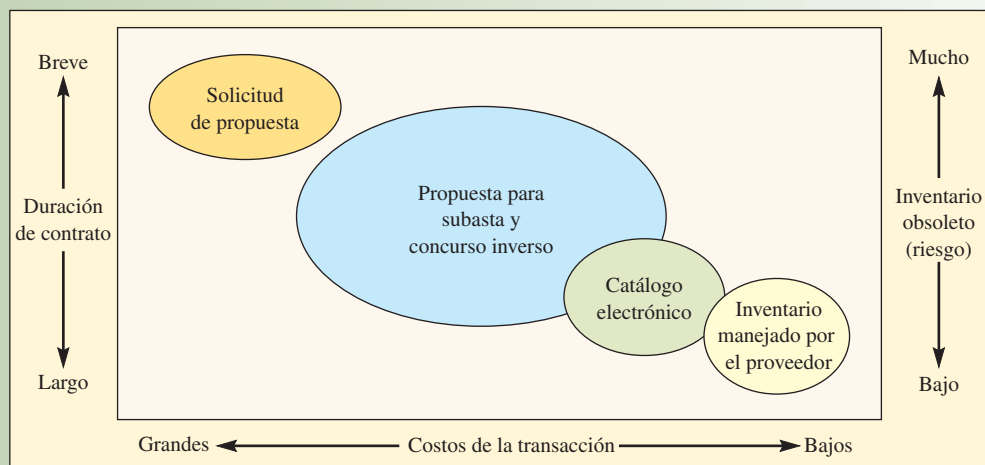 Breve
Duración
de contrato
Largo
Solicitud
de propuesta
Propuesta para
subasta y
concurso inverso
Catálogo
electrónico
Inventario
manejado por
el proveedor
Mucho
Inventario
obsoleto
(riesgo)
Bajo
Grandes
Costos de la transacción
Bajos